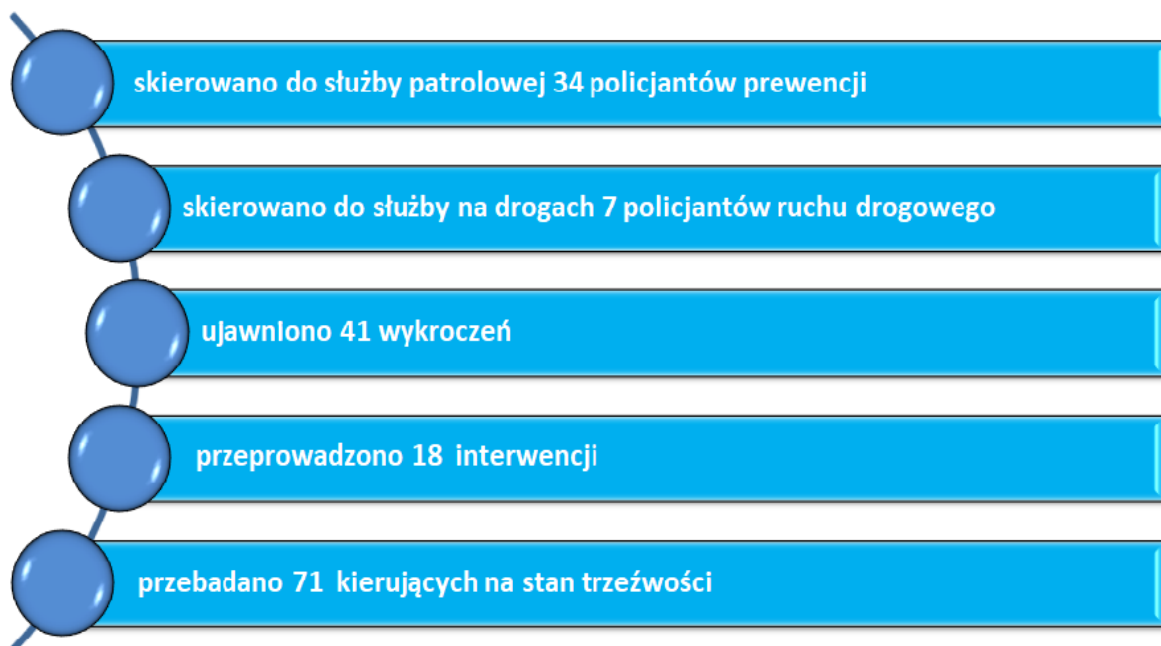 skierowano do służby patrolowej 34 policjantów prewencji
skierowano do służby na drogach 7 policjantów ruchu drogowego
ujawniono 41 wykroczeń
przeprowadzono 18 interwencji
przebadano 71 kierujących na stan trzeźwości